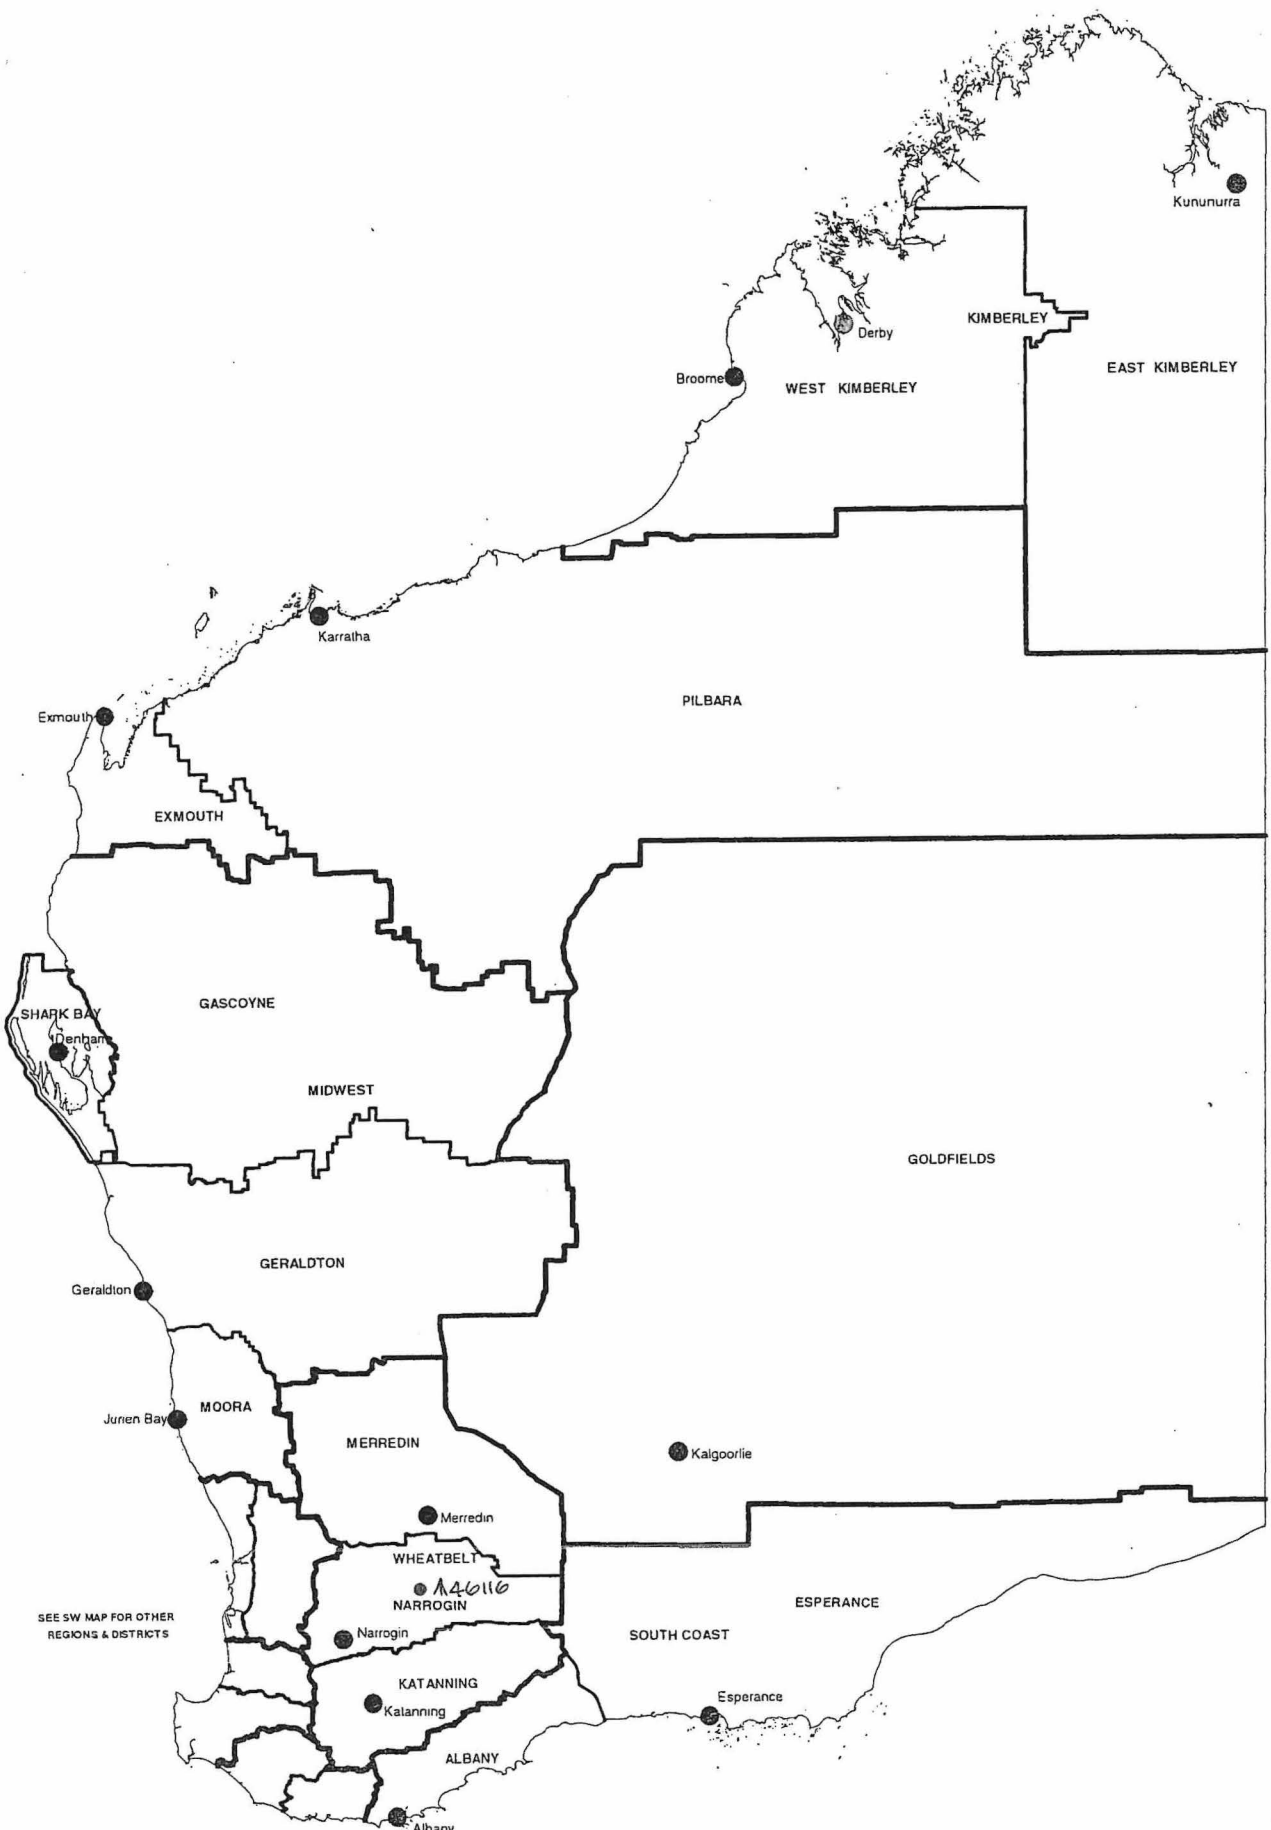 Kununurra
KIMBERLEY
Derby
EAST KIMBERLEY
Broome
WEST KIMBERLEY
Karratha
PILBARA
Exmouth
EXMOUTH
GASCOYNE
SHARK BAY
Denham
MIDWEST
GOLDFIELDS
GERALDTON
Geraldton
MOORA
Jurien Bay
MERREDIN
Kalgoorlie
Merredin
WHEATBELT
A46116
NARROGIN
ESPERANCE
SEE SW MAP FOR OTHER
REGIONS & DISTRICTS
Narrogin
SOUTH COAST
KATANNING
Katanning
Esperance
ALBANY
Albany